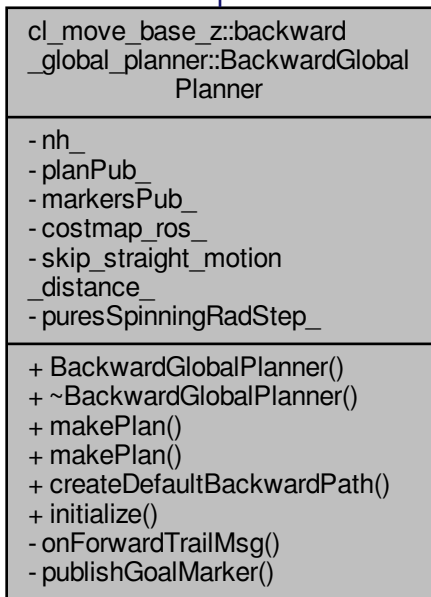 cl_move_base_z::backward
_global_planner::BackwardGlobal
Planner
- nh_
- planPub_
- markersPub_
- costmap_ros_
- skip_straight_motion
_distance_
- puresSpinningRadStep_
+ BackwardGlobalPlanner()
+ ~BackwardGlobalPlanner()
+ makePlan()
+ makePlan()
+ createDefaultBackwardPath()
+ initialize()
- onForwardTrailMsg()
- publishGoalMarker()